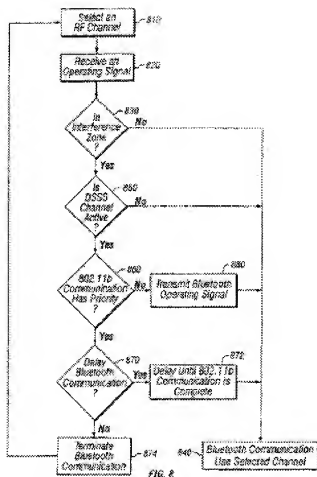 Select an
RF Channel
810
Receive an
Operating Signal
820
830
In
Interference
Zone
?
No
Yes
850
Is
DSSS
Channel
Active
?
No
Yes
860
802.11b
Communication
Has Priority
?
No
880
Transmit Bluetooth
Operating Signal
Yes
870
Delay
Bluetooth
Communication
?
Yes
872
Delay Until 802.11b
Communication is
Complete
No
Terminate
Bluetooth
Communication
874
840
Bluetooth Communication
Use Selected Channel
FIG. 8